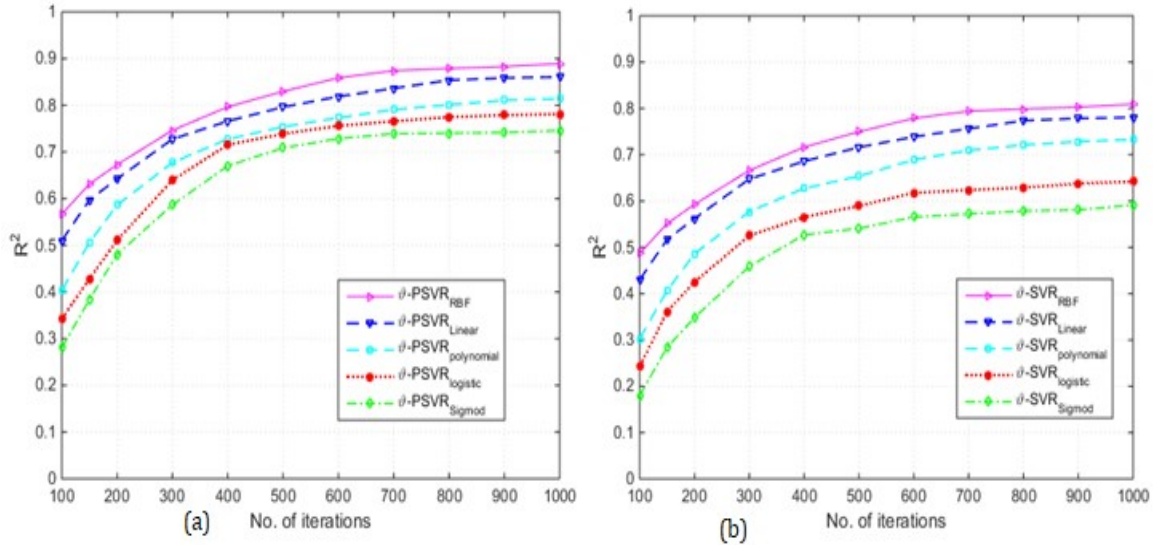 1
0.9
0.8
0.7
0.6
0.5
0.4
0.3
0.2
0.1
0
R²
100 200 300 400 500 600 700 800 900 1000
No. of iterations
(a)
ϑ-PSVR_RBF
ϑ-PSVR_Linear
ϑ-PSVR_polynomial
ϑ-PSVR_logistic
ϑ-PSVR_Sigmod
1
0.9
0.8
0.7
0.6
0.5
0.4
0.3
0.2
0.1
0
R²
100 200 300 400 500 600 700 800 900 1000
No. of iterations
(b)
ϑ-SVR_RBF
ϑ-SVR_Linear
ϑ-SVR_polynomial
ϑ-SVR_logistic
ϑ-SVR_Sigmod